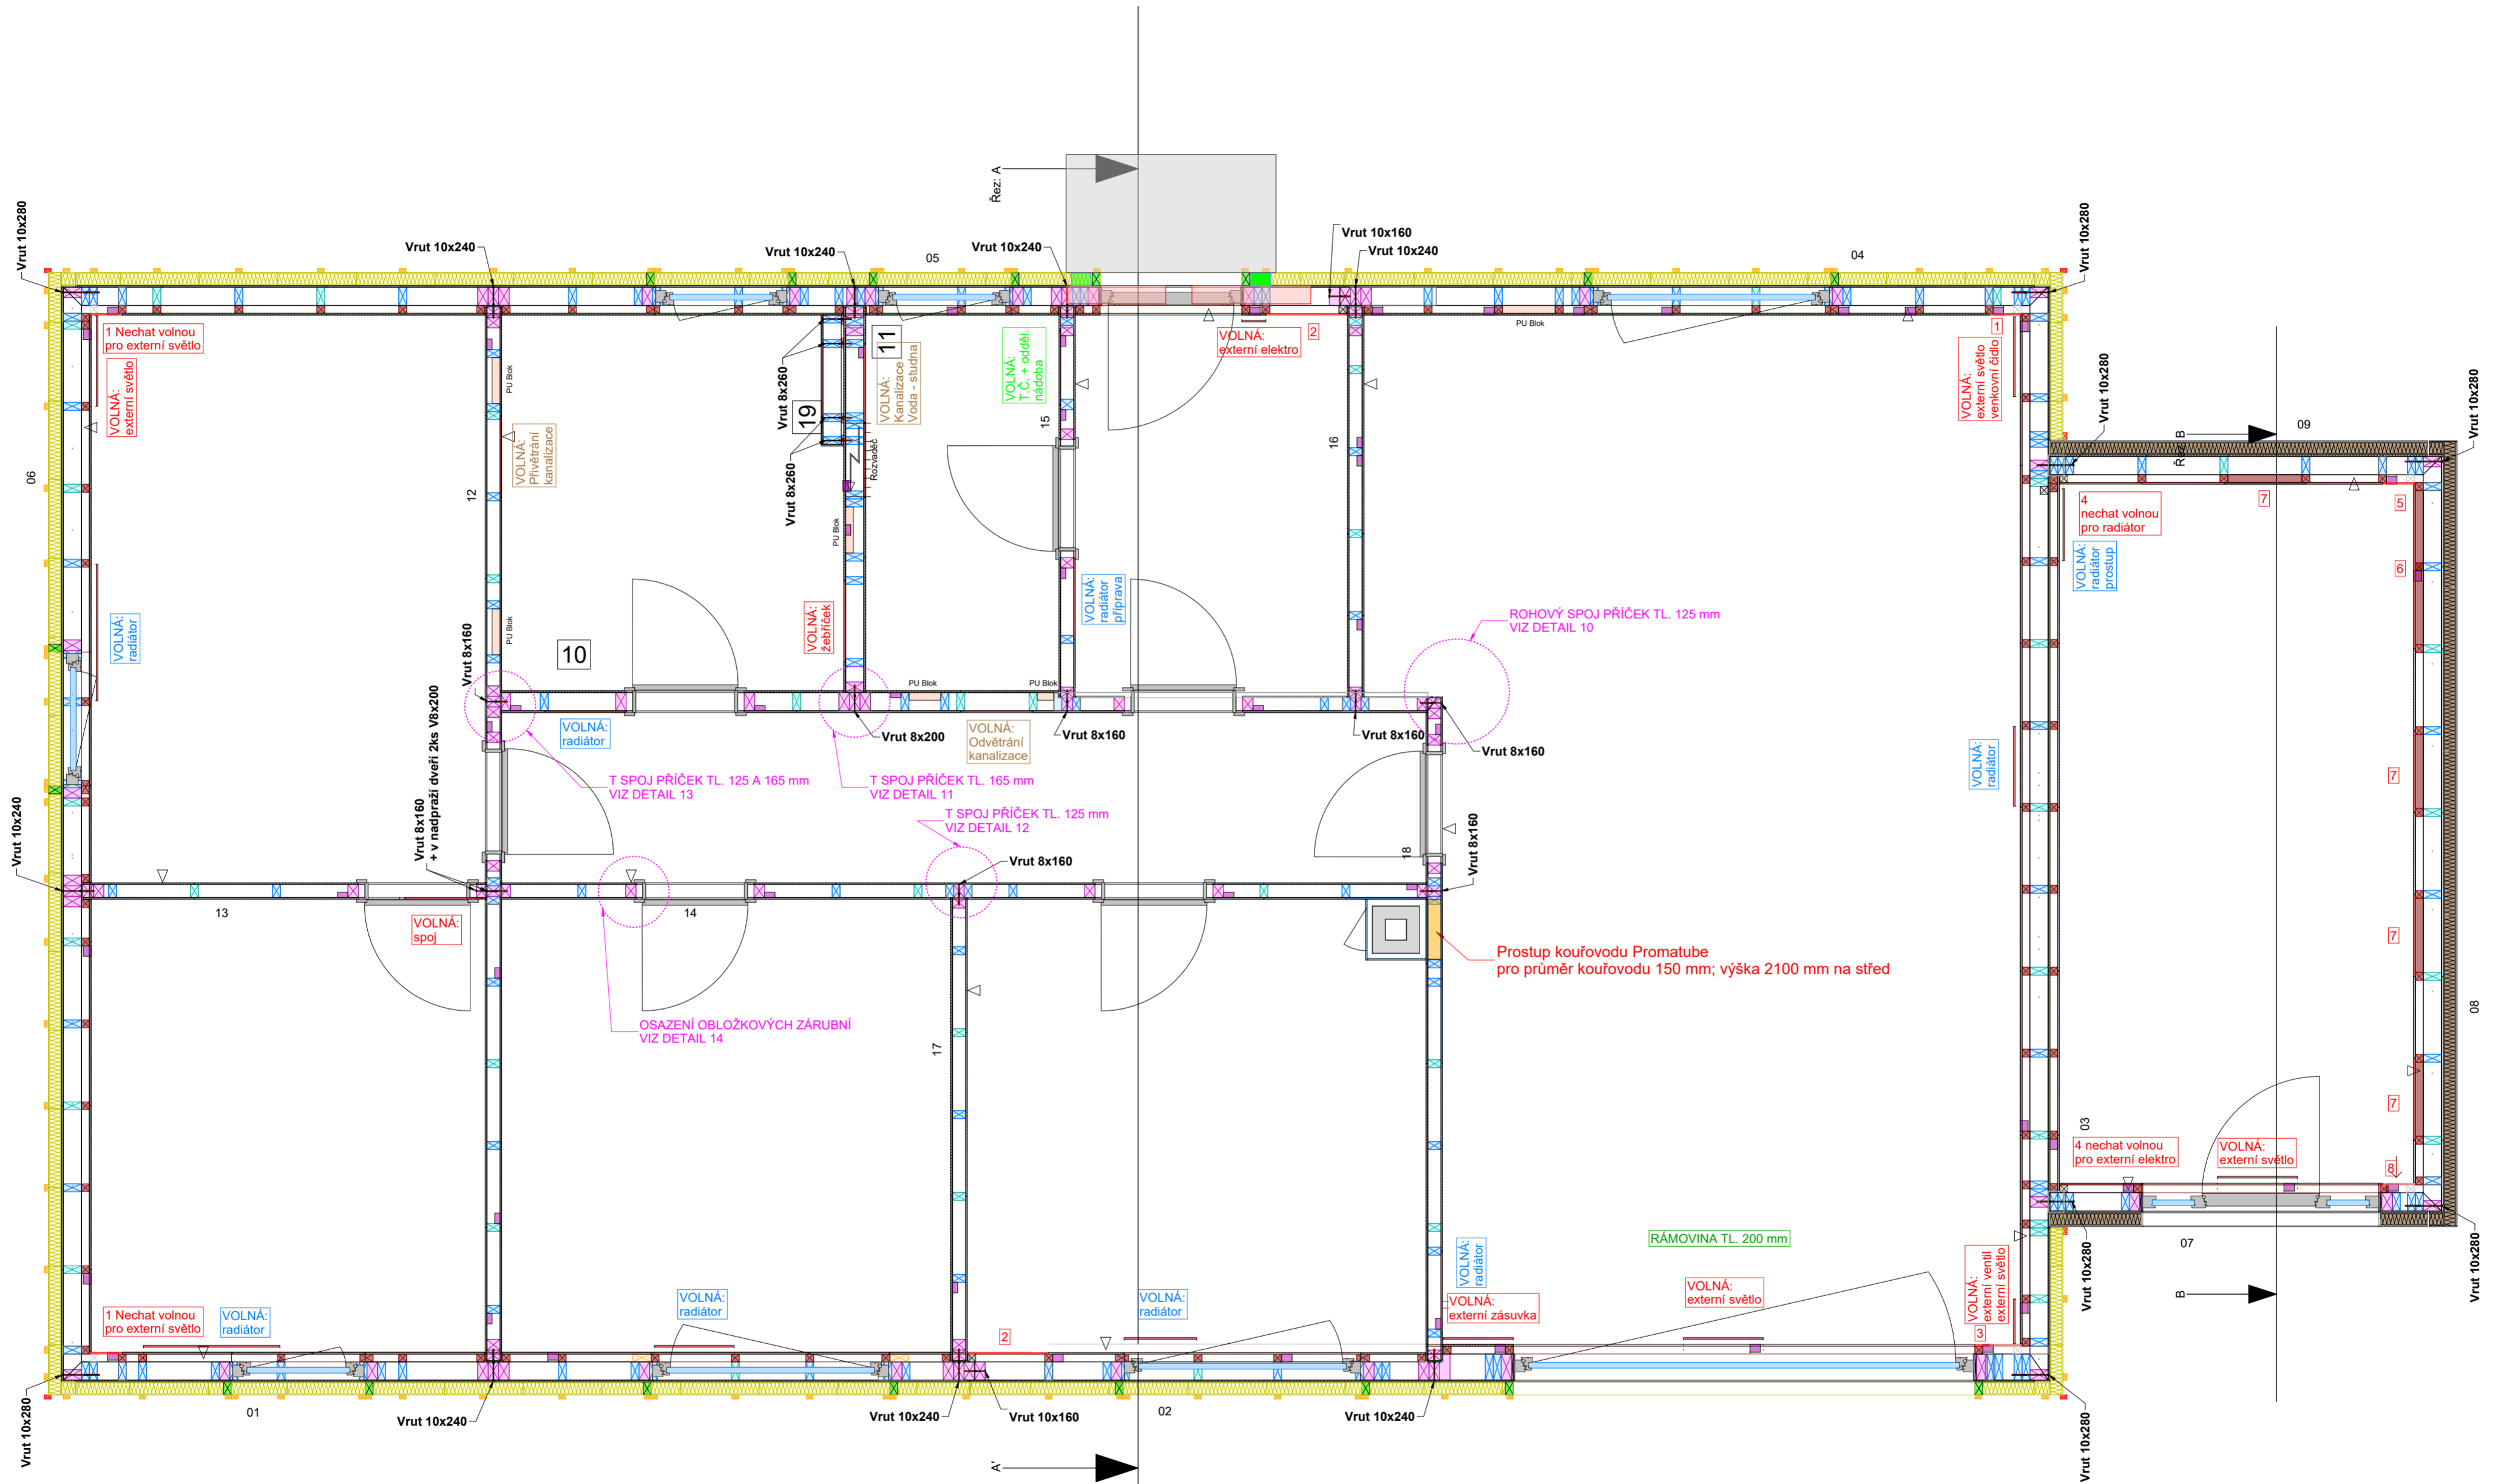 Řez: A
Vrut 10x280
Vrut 10x240
Vrut 10x240
Vrut 10x240
Vrut 10x160
Vrut 10x240
Vrut 10x280
05
04
1 Nechat volnou
pro externí světlo
VOLNÁ:
externí světlo
06
12
PU Blok
VOLNÁ:
Přivětrání
kanalizace
Vrut 8x260
19
Vrut 8x260
11
VOLNÁ:
Kanalizace
Voda - studna
Rozvaděč
PU Blok
VOLNÁ:
T.Č. + odděl.
nádoba
15
VOLNÁ:
externí elektro
2
16
PU Blok
1
VOLNÁ:
externí světlo
venkovní čidlo
Vrut 10x280
Řez: B
09
Vrut 10x280
4
nechat volnou
pro radiátor
VOLNÁ:
radiátor
prostup
7
5
6
VOLNÁ:
radiátor
PU Blok
10
Vrut 8x160
VOLNÁ:
žebříček
VOLNÁ:
radiátor
příprava
ROHOVÝ SPOJ PŘÍČEK TL. 125 mm
VIZ DETAIL 10
PU Blok
PU Blok
VOLNÁ:
radiátor
Vrut 8x200
VOLNÁ:
Odvětrání
kanalizace
Vrut 8x160
Vrut 8x160
Vrut 8x160
T SPOJ PŘÍČEK TL. 125 A 165 mm
VIZ DETAIL 13
T SPOJ PŘÍČEK TL. 165 mm
VIZ DETAIL 11
T SPOJ PŘÍČEK TL. 125 mm
VIZ DETAIL 12
VOLNÁ:
radiátor
7
Vrut 10x240
Vrut 8x160
+ v nadpraží dveří 2ks V8x200
Vrut 8x160
18
Vrut 8x160
13
VOLNÁ:
spoj
14
7
Prostup kouřovodu Promatube
pro průměr kouřovodu 150 mm; výška 2100 mm na střed
OSAZENÍ OBLOŽKOVÝCH ZÁRUBNÍ
VIZ DETAIL 14
17
08
7
03
4 nechat volnou
pro externí elektro
VOLNÁ:
externí světlo
8
RÁMOVINA TL. 200 mm
07
1 Nechat volnou
pro externí světlo
VOLNÁ:
radiátor
VOLNÁ:
radiátor
2
VOLNÁ:
radiátor
VOLNÁ:
radiátor
VOLNÁ:
externí zásuvka
VOLNÁ:
externí světlo
VOLNÁ:
externí ventil
externí světlo
3
Vrut 10x280
B
Vrut 10x280
Vrut 10x280
01
Vrut 10x240
Vrut 10x240
Vrut 10x160
02
Vrut 10x240
Vrut 10x280
A'